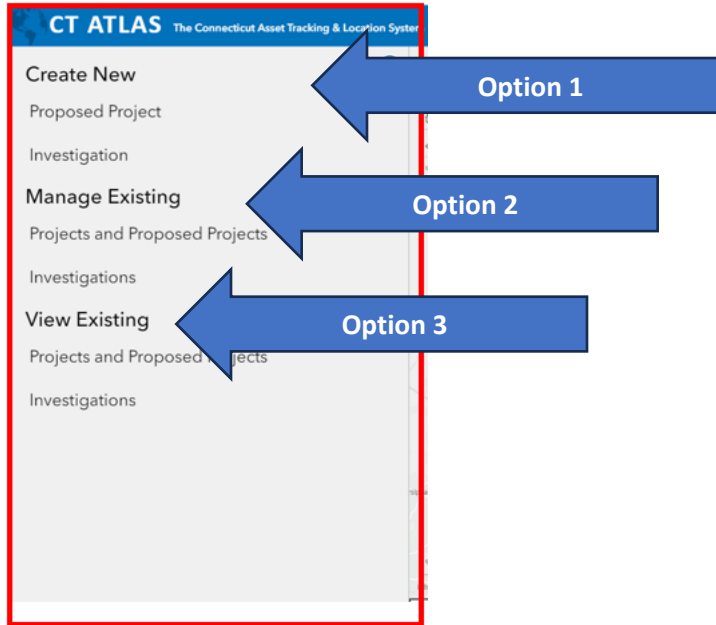 CT ATLAS The Connecticut Asset Tracking & Location System
Create New
Option 1
Proposed Project
Investigation
Manage Existing
Option 2
Projects and Proposed Projects
Investigations
View Existing
Option 3
Projects and Proposed Projects
Investigations